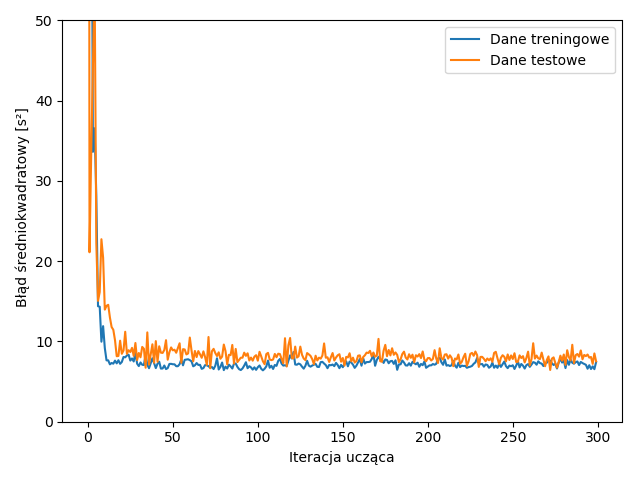 50
40
30
20
10
0
Błąd średniokwadratowy [s²]
Dane treningowe
Dane testowe
0 50 100 150 200 250 300
Iteracja ucząca